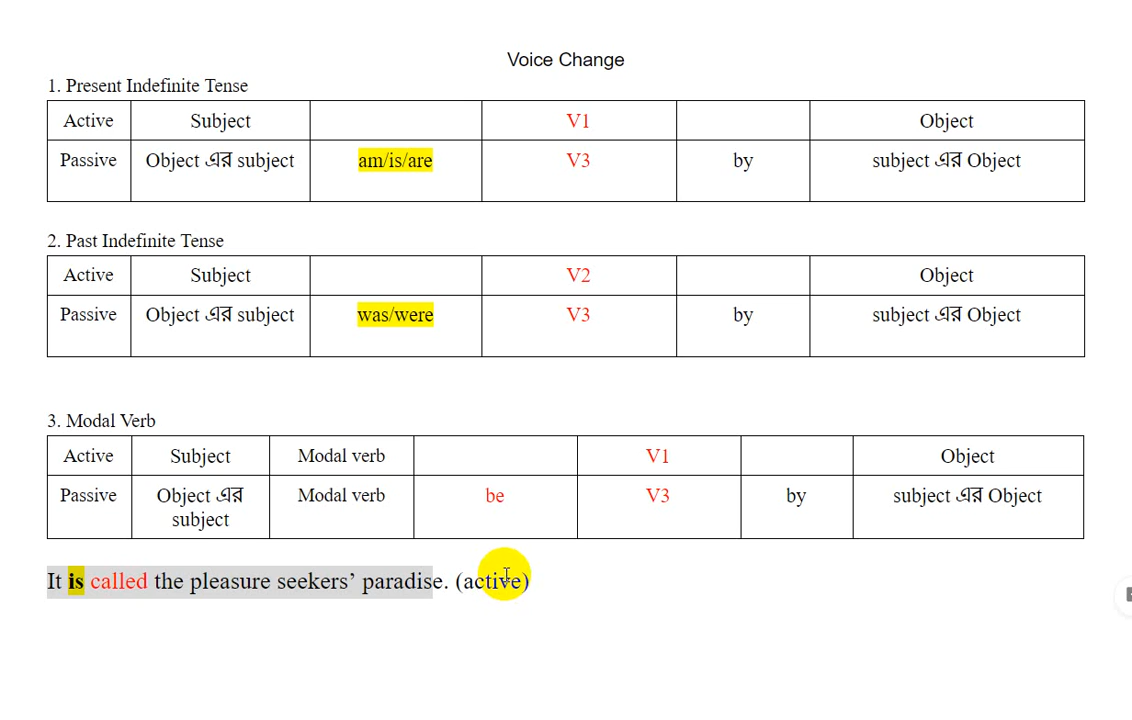 Voice Change
1. Present Indefinite Tense
Active Subject V1 Object
Passive Object এর subject am/is/are V3 by subject এর Object
2. Past Indefinite Tense
Active Subject V2 Object
Passive Object এর subject was/were V3 by subject এর Object
3. Modal Verb
Active Subject Modal verb V1 Object
Passive Object এর subject Modal verb be V3 by subject এর Object
It is called the pleasure seekers’ paradise. (active)